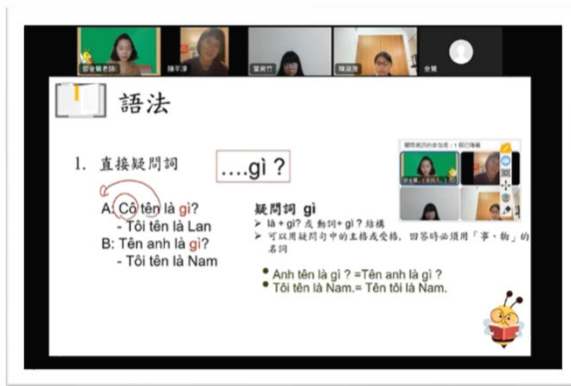 語法
1. 直接疑問詞
....gì ?
A: Cô tên là gì?
- Tôi tên là Lan
B: Tên anh là gì?
- Tôi tên là Nam
疑問詞 gì
➢ là + gì? 或 動詞+ gì ? 結構
➢ 可以用疑問句中的主格或受格, 回答時必須用「事、物」的
名詞
• Anh tên là gì ? =Tên anh là gì ?
• Tôi tên là Nam.= Tên tôi là Nam.